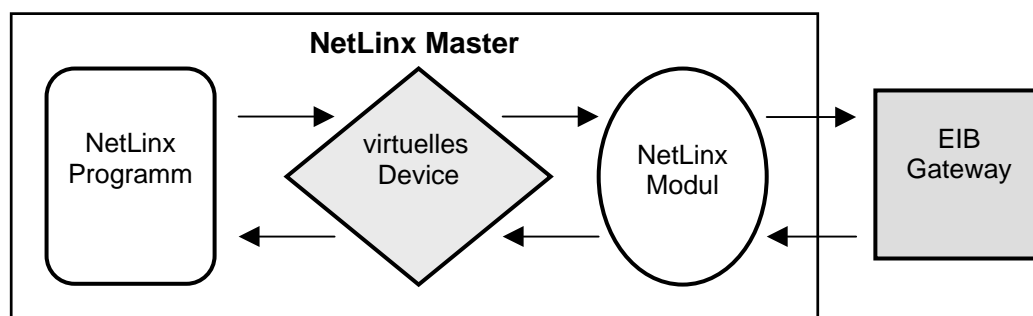 NetLinx Master
NetLinx
Programm
virtuelles
Device
NetLinx
Modul
EIB
Gateway